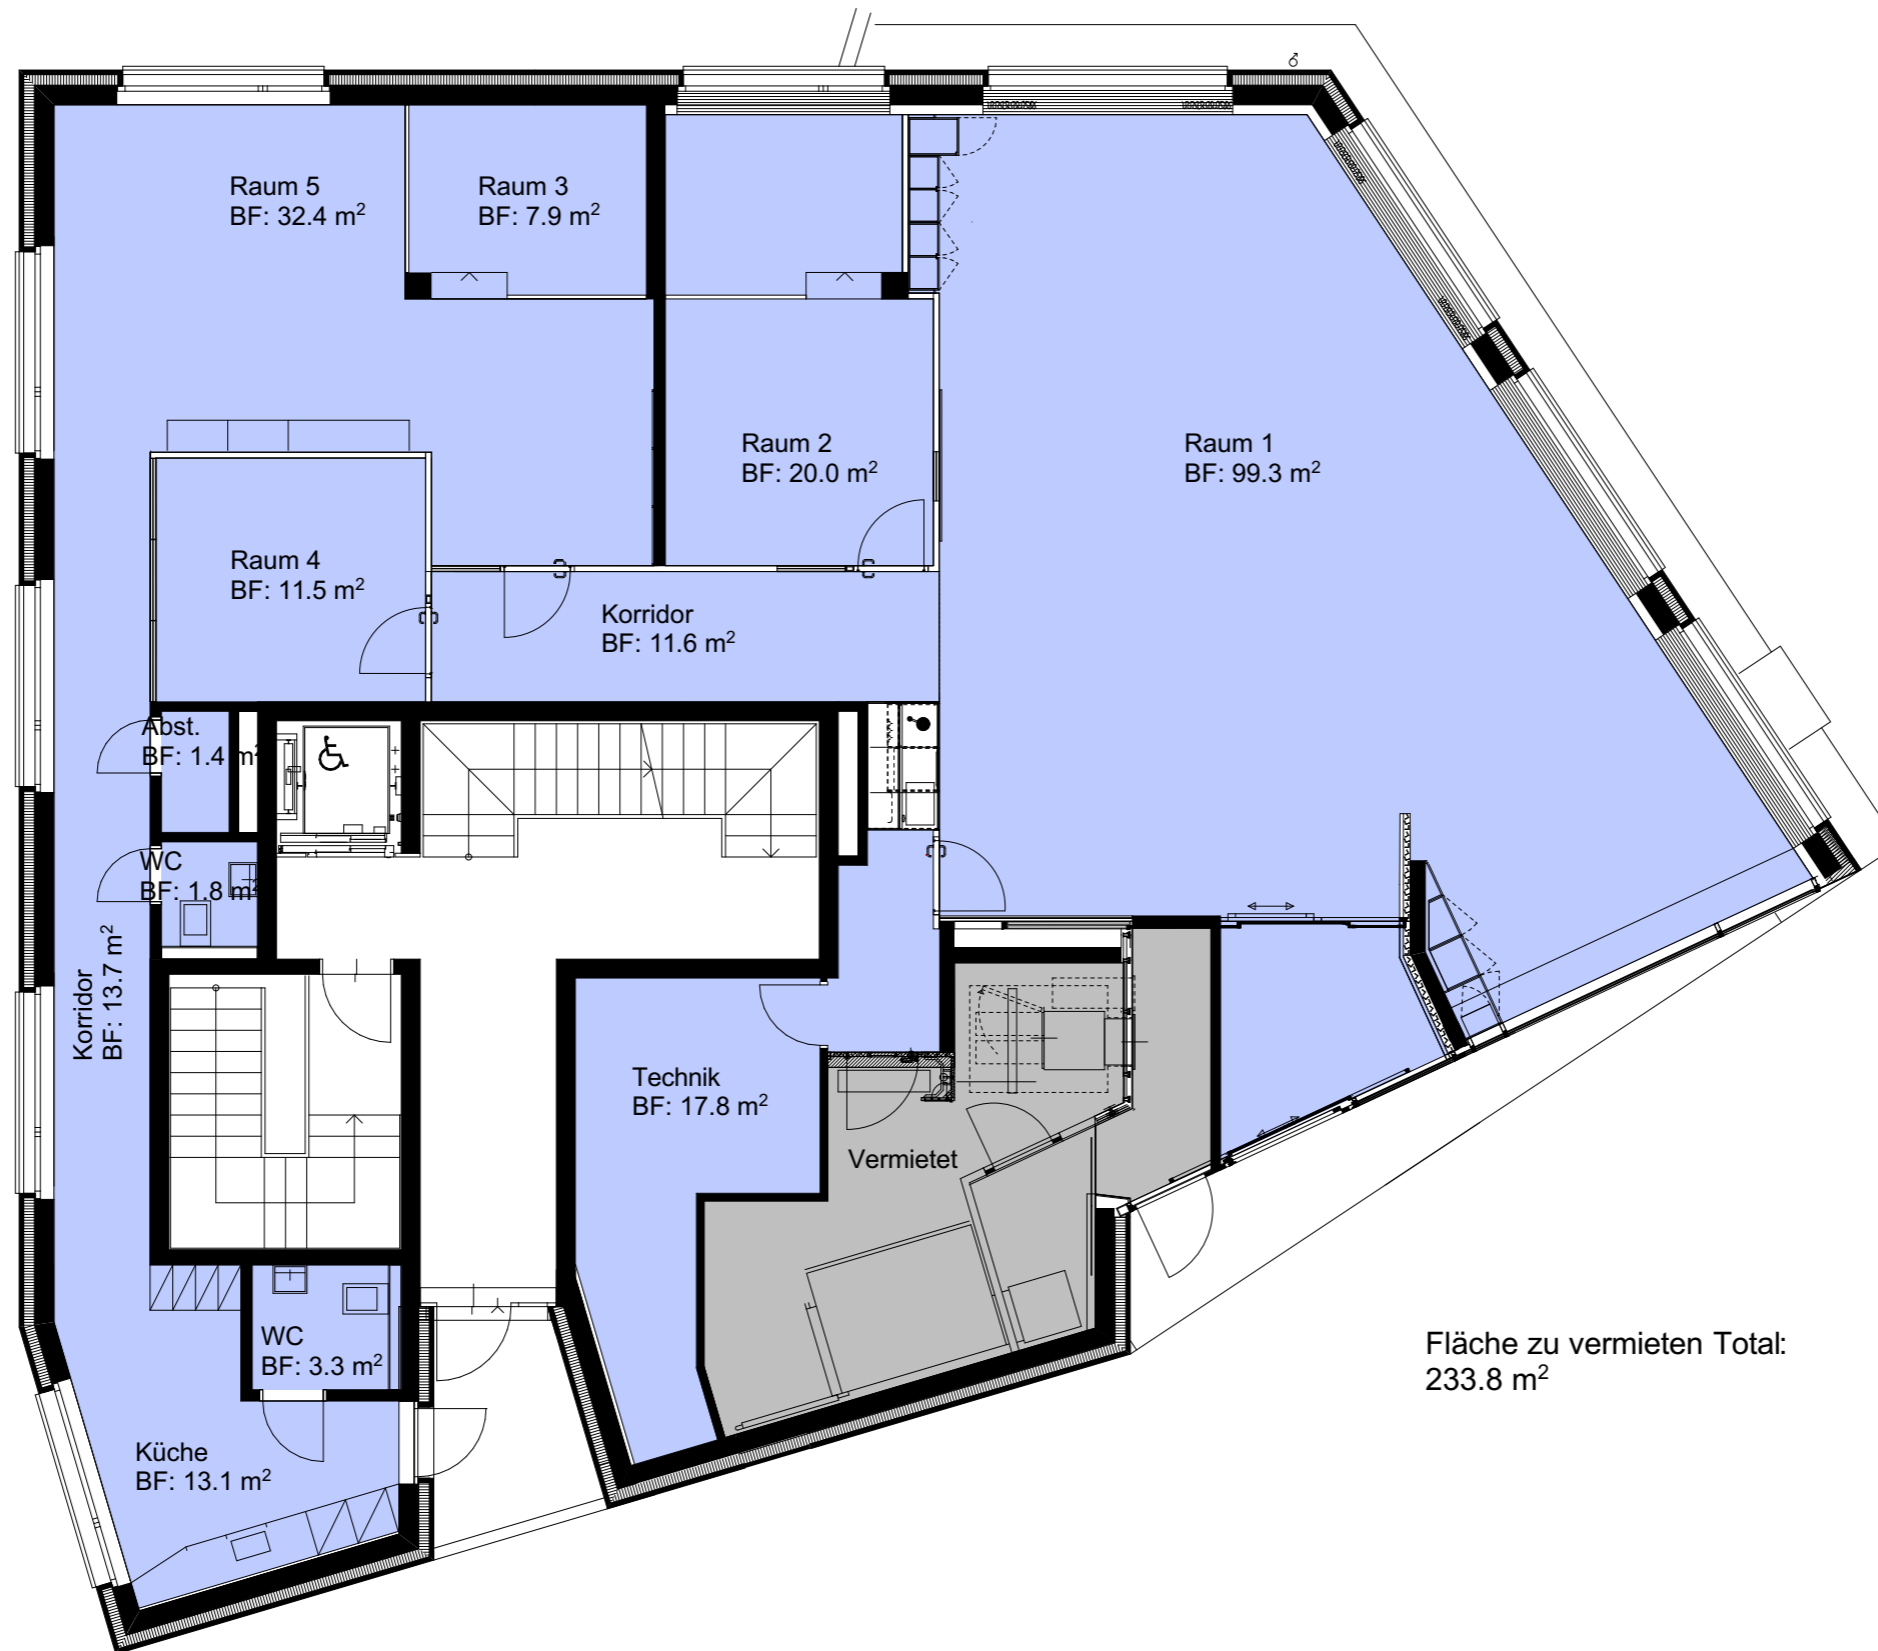 Raum 5
BF: 32.4 m²
Raum 3
BF: 7.9 m²
Raum 2
BF: 20.0 m²
Raum 1
BF: 99.3 m²
Raum 4
BF: 11.5 m²
Korridor
BF: 11.6 m²
Abst.
BF: 1.4 m²
WC
BF: 1.8 m²
Korridor
BF: 13.7 m²
Technik
BF: 17.8 m²
Vermietet
WC
BF: 3.3 m²
Küche
BF: 13.1 m²
Fläche zu vermieten Total:
233.8 m²